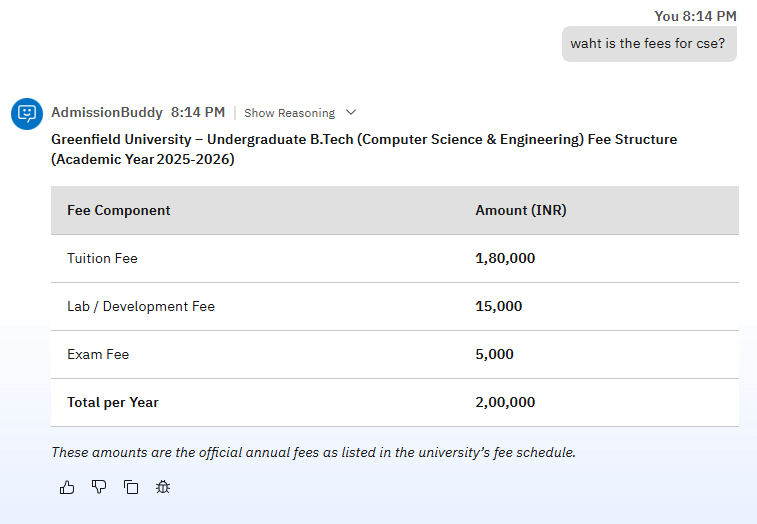 You 8:14 PM
waht is the fees for cse?
AdmissionBuddy 8:14 PM | Show Reasoning
Greenfield University – Undergraduate B.Tech (Computer Science & Engineering) Fee Structure
(Academic Year 2025-2026)
Fee Component Amount (INR)
Tuition Fee 1,80,000
Lab / Development Fee 15,000
Exam Fee 5,000
Total per Year 2,00,000
These amounts are the official annual fees as listed in the university’s fee schedule.